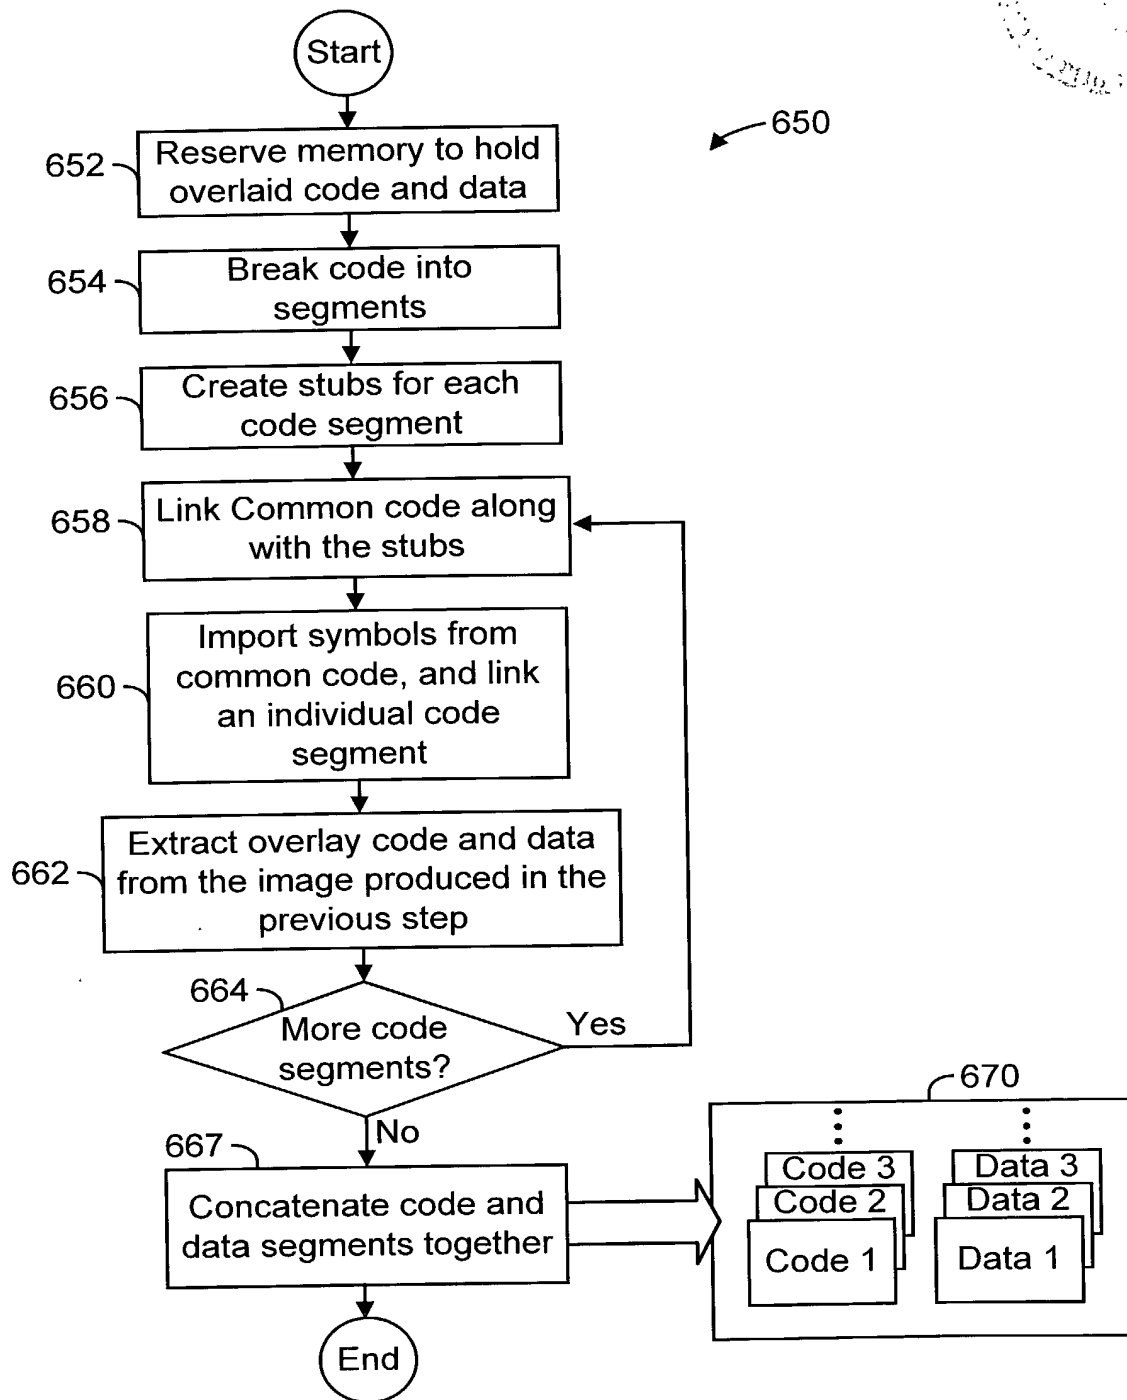 Start
650
652
Reserve memory to hold
overlaid code and data
654
Break code into
segments
656
Create stubs for each
code segment
658
Link Common code along
with the stubs
660
Import symbols from
common code, and link
an individual code
segment
662
Extract overlay code and data
from the image produced in the
previous step
664
More code
segments?
Yes
No
667
Concatenate code and
data segments together
670
Code 3
Code 2
Code 1
Data 3
Data 2
Data 1
End